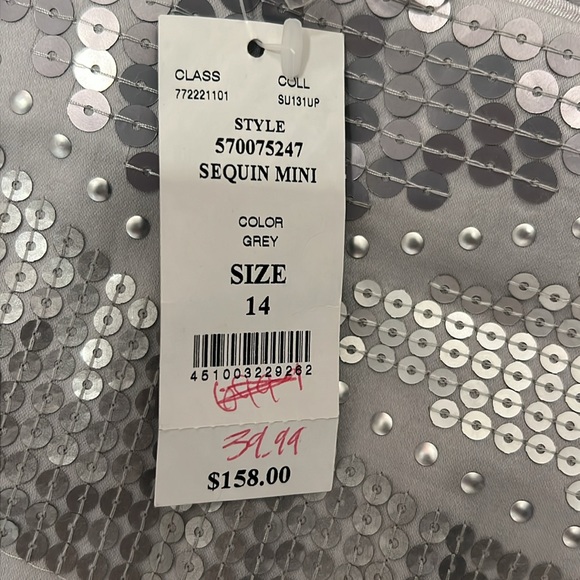 CLASS COLL
772221101 SU131UP
STYLE
570075247
SEQUIN MINI
COLOR
GREY
SIZE
14
451003229262
39.99
$158.00